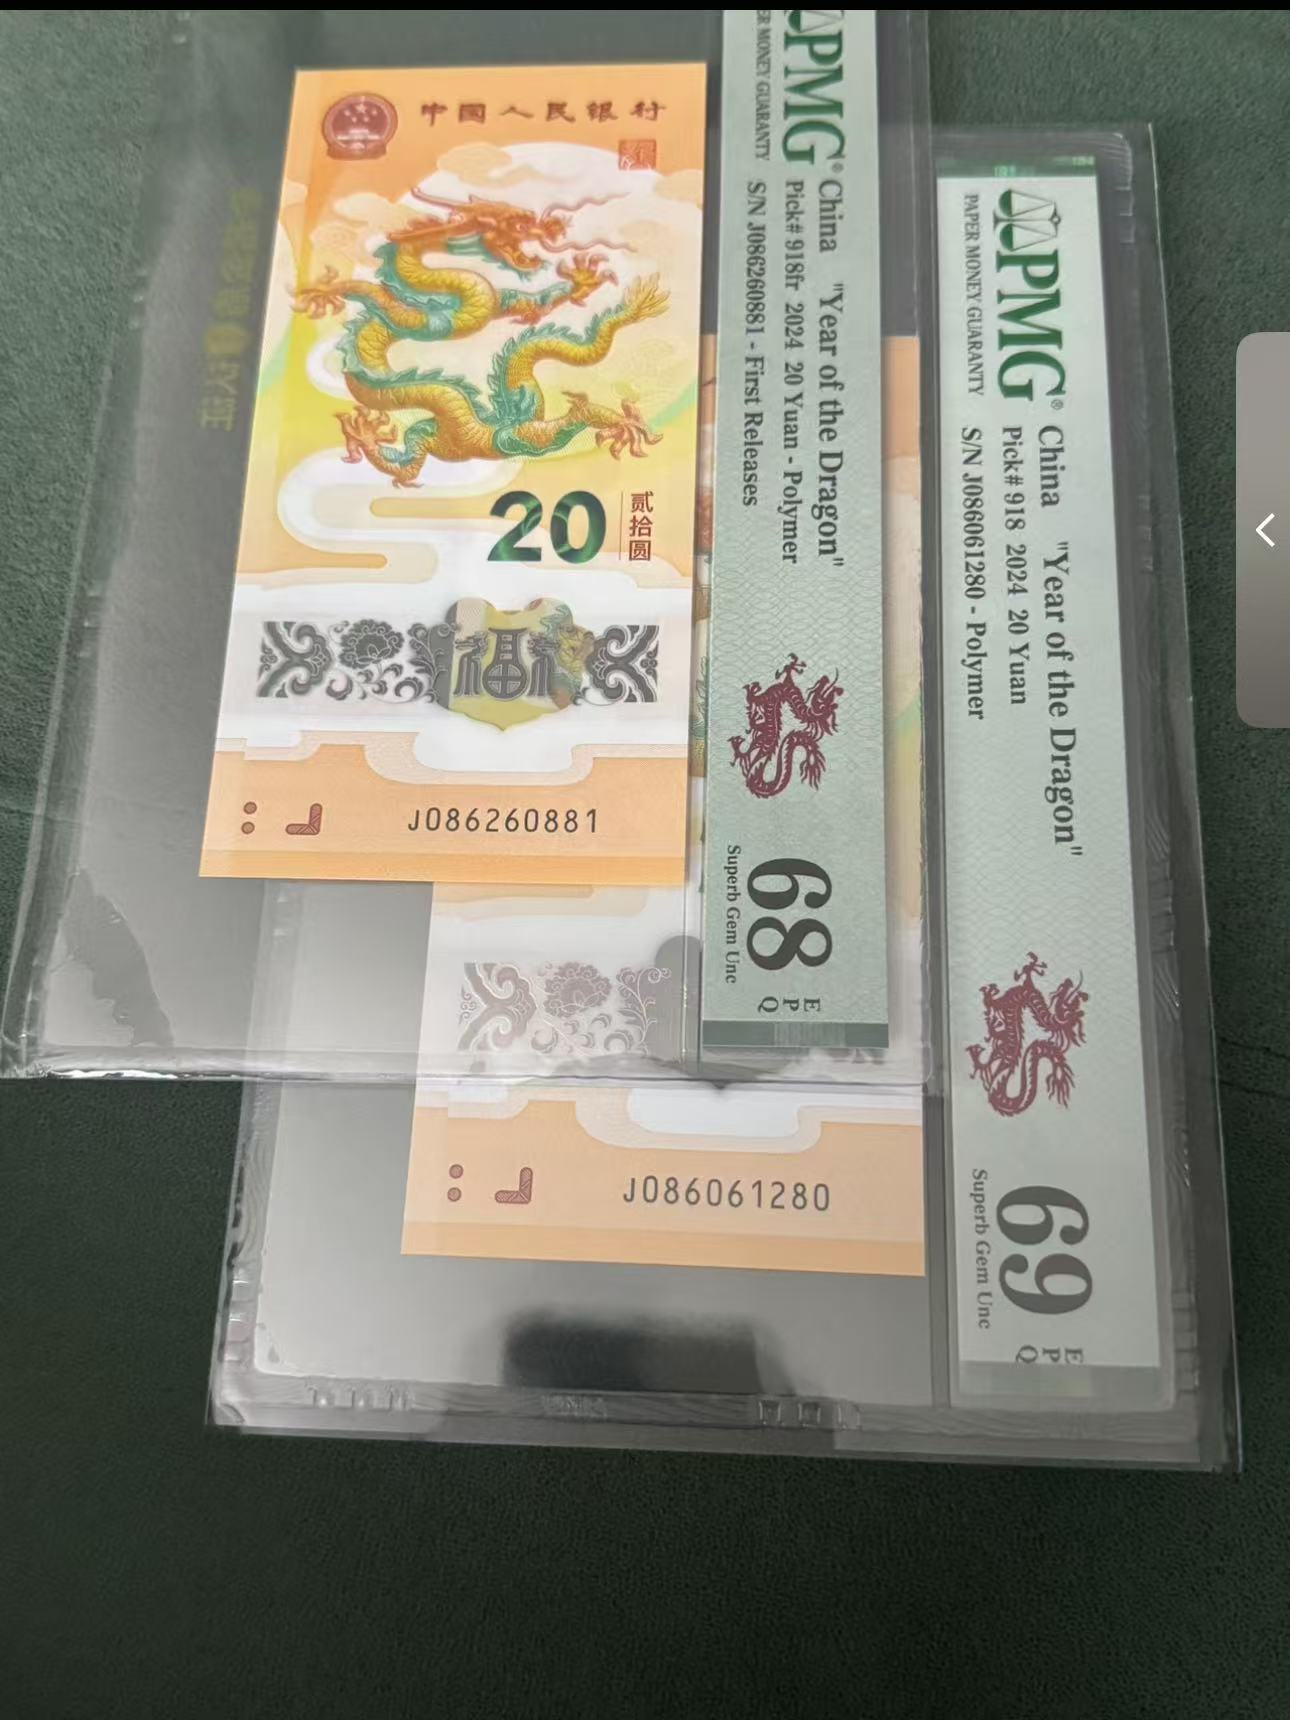 中国人民银行
20
贰拾圆
福
J086260881
PMG®
ER MONEY GUARANTY
China "Year of the Dragon"
Pick# 918fr 2024 20 Yuan - Polymer
S/N J086260881 - First Releases
68
EPQ
Superb Gem Unc
J086061280
PMG®
PAPER MONEY GUARANTY
China "Year of the Dragon"
Pick# 918 2024 20 Yuan
S/N J086061280 - Polymer
69
EPQ
Superb Gem Unc